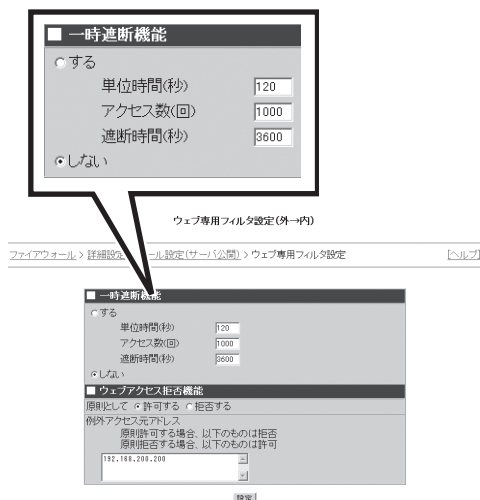 ■ 一時遮断機能
する
単位時間(秒) 120
アクセス数(回) 1000
遮断時間(秒) 3600
しない
ウェブ専用フィルタ設定(外→内)
ファイアウォール > 詳細設定 ール設定(サーバ公開) > ウェブ専用フィルタ設定 [ヘルプ]
■ 一時遮断機能
する
単位時間(秒) 120
アクセス数(回) 1000
遮断時間(秒) 3600
しない
■ ウェブアクセス拒否機能
原則として 許可する 拒否する
例外アクセス元アドレス
原則許可する場合、以下のものは拒否
原則拒否する場合、以下のものは許可
192.168.200.200
設定